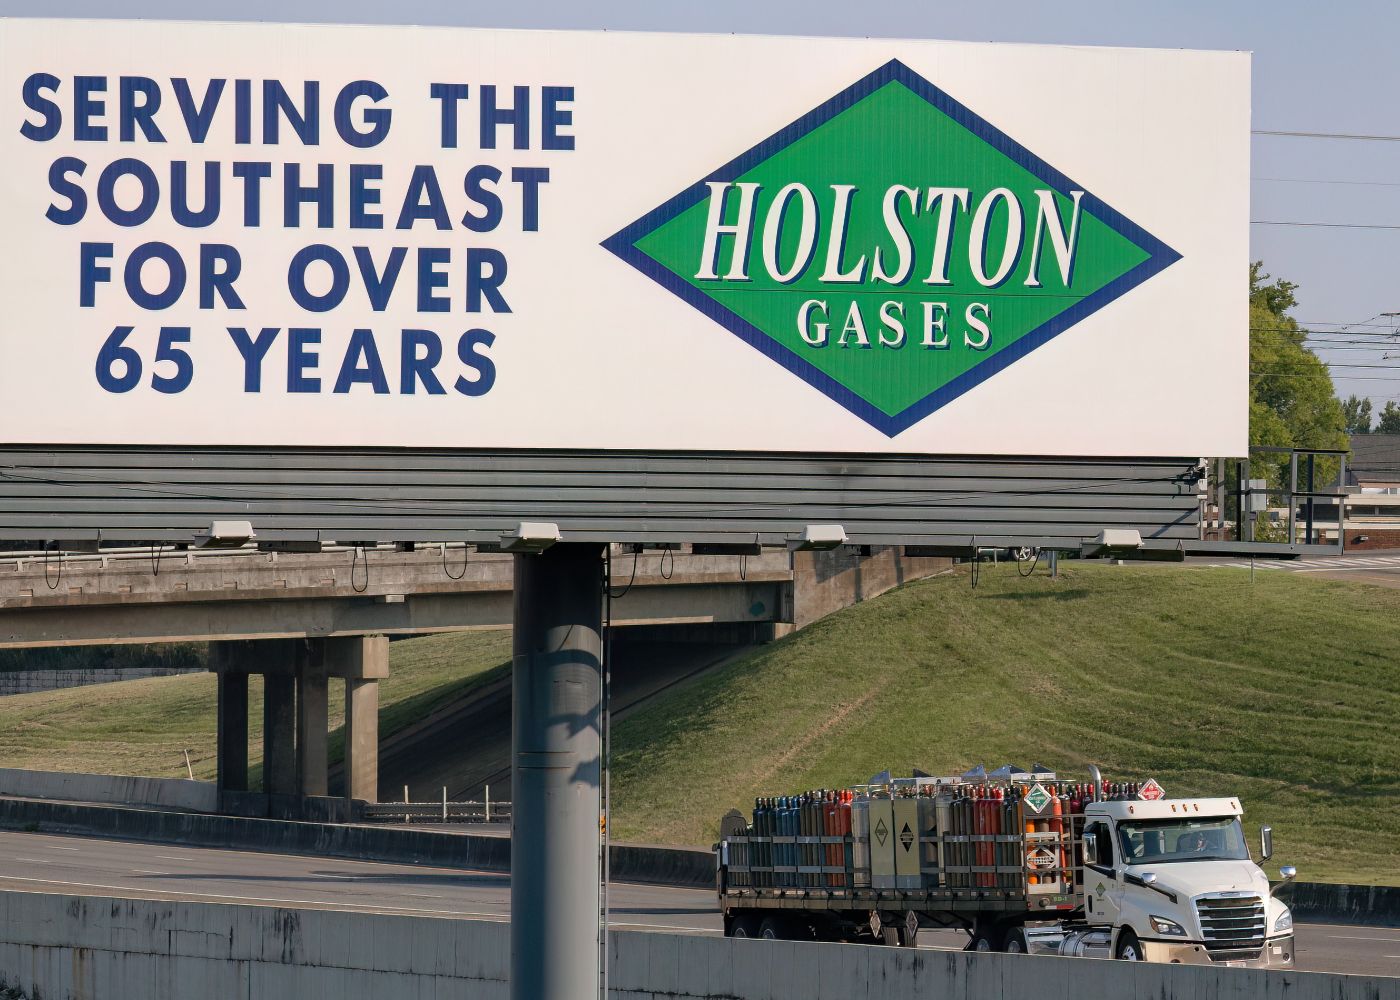 SERVING THE
SOUTHEAST
FOR OVER
65 YEARS
HOLSTON
GASES